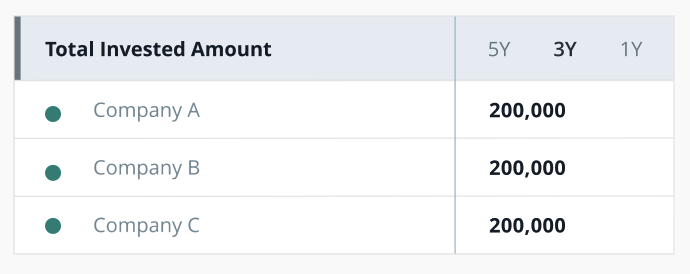 Total Invested Amount 5Y 3Y 1Y
Company A 200,000
Company B 200,000
Company C 200,000